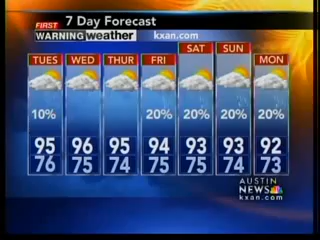 FIRST 7 Day Forecast
WARNING weather kxan.com
TUES WED THUR FRI SAT SUN MON
10% 20% 20% 20% 20%
95 96 95 94 93 93 92
76 75 74 75 75 74 73
AUSTIN
NEWS
kxan.com